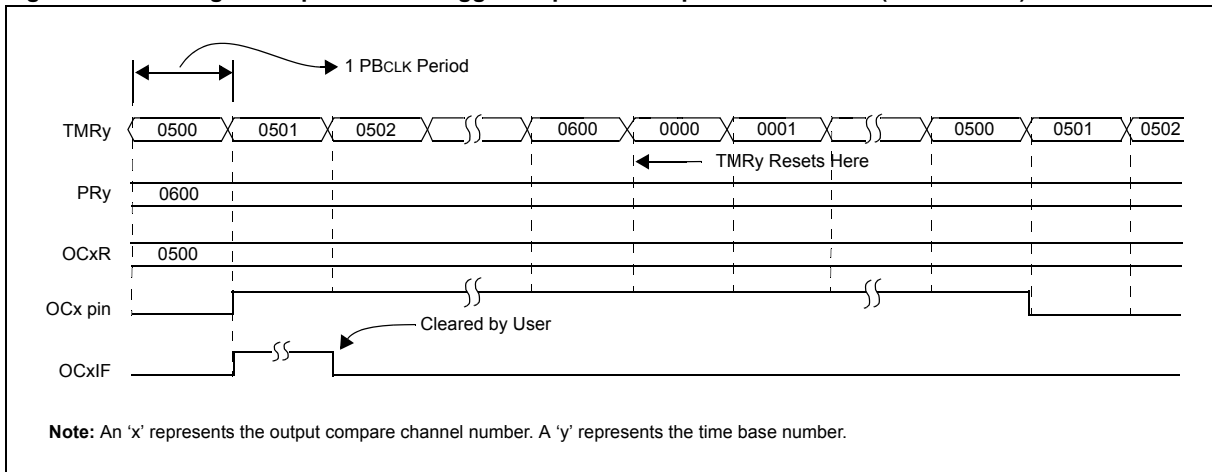 1 PBCLK Period
TMRy 0500 0501 0502 0600 0000 0001 0500 0501 0502
TMRy Resets Here
PRy 0600
OCxR 0500
OCx pin
Cleared by User
OCxIF
Note: An ‘x’ represents the output compare channel number. A ‘y’ represents the time base number.